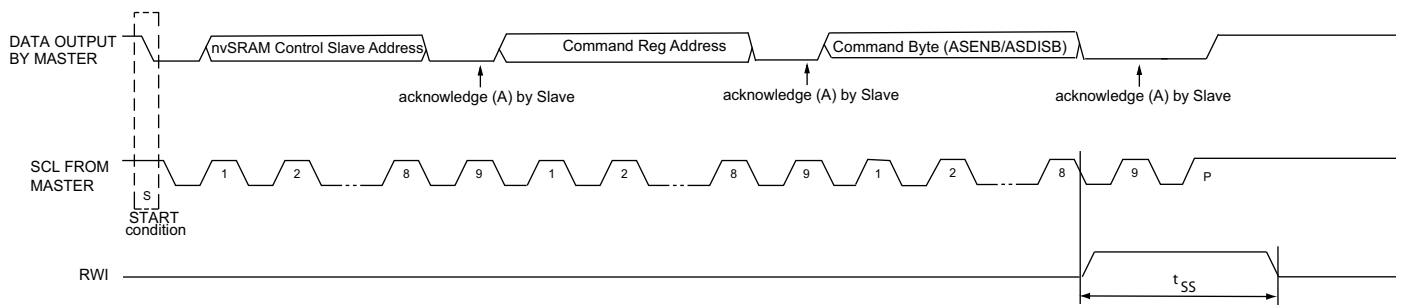 DATA OUTPUT
BY MASTER
nvSRAM Control Slave Address
Command Reg Address
Command Byte (ASENB/ASDISB)
acknowledge (A) by Slave
acknowledge (A) by Slave
acknowledge (A) by Slave
SCL FROM
MASTER
1 2 8 9 1 2 8 9 1 2 8 9 P
S
START
condition
RWI
tSS